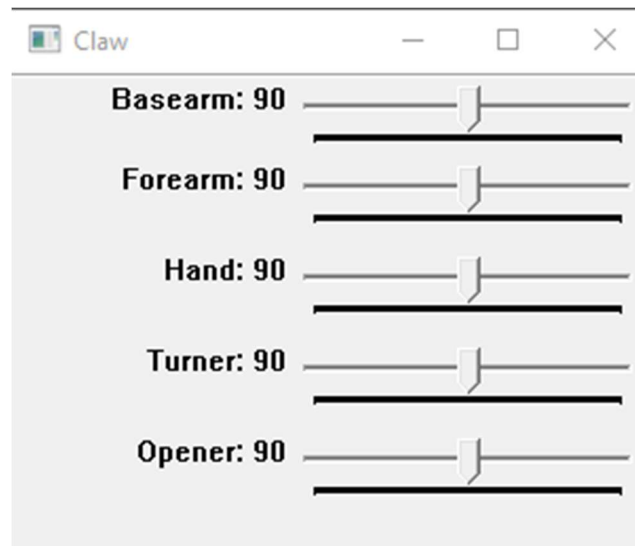 Claw
Basearm: 90
Forearm: 90
Hand: 90
Turner: 90
Opener: 90